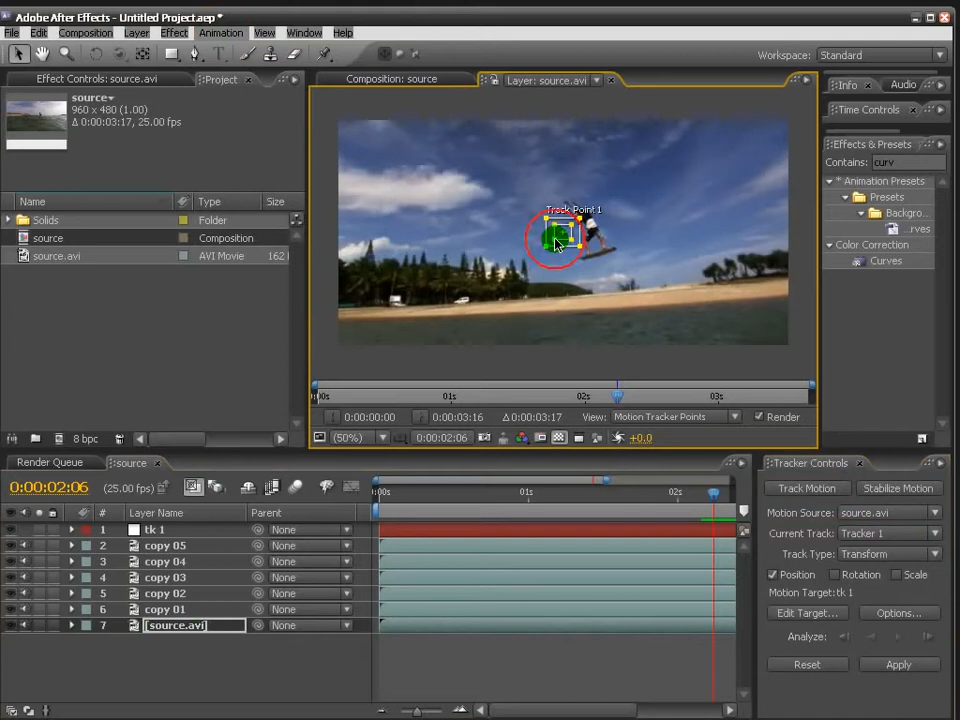 Adobe After Effects - Untitled Project.aep *
File Edit Composition Layer Effect Animation View Window Help
Workspace: Standard
Effect Controls: source.avi Project
source▾
960 x 480 (1.00)
Δ 0:00:03:17, 25.00 fps
Name Type Size
Solids Folder
source Composition
source.avi AVI Movie 162
8 bpc
Composition: source Layer: source.avi
Track Point 1
:00s 01s 02s 03s
0:00:00:00 0:00:03:16 Δ 0:00:03:17 View: Motion Tracker Points Render
(50%) 0:00:02:06 +0.0
Info Audio
Time Controls
Effects & Presets
Contains: curv
* Animation Presets
Presets
Backgro...
...rves
Color Correction
Curves
Render Queue source
0:00:02:06 (25.00 fps)
:00s 01s 02s
# Layer Name Parent
1 tk 1 None
2 copy 05 None
3 copy 04 None
4 copy 03 None
5 copy 02 None
6 copy 01 None
7 [source.avi] None
Tracker Controls
Track Motion Stabilize Motion
Motion Source: source.avi
Current Track: Tracker 1
Track Type: Transform
Position Rotation Scale
Motion Target:tk 1
Edit Target... Options...
Analyze:
Reset Apply